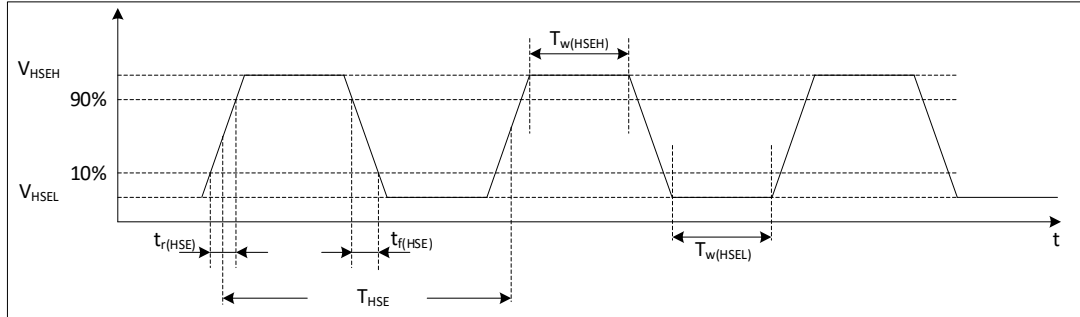 T_w(HSEH)
V_HSEH
90%
10%
V_HSEL
t_r(HSE)
t_f(HSE)
T_w(HSEL)
t
T_HSE